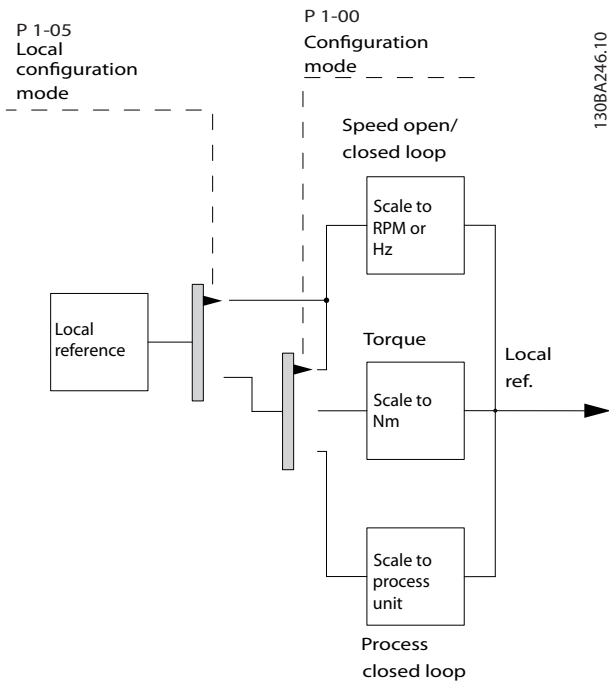 P 1-05
Local
configuration
mode
P 1-00
Configuration
mode
130BA246.10
Speed open/
closed loop
Scale to
RPM or
Hz
Local
reference
Torque
Scale to
Nm
Local
ref.
Scale to
process
unit
Process
closed loop